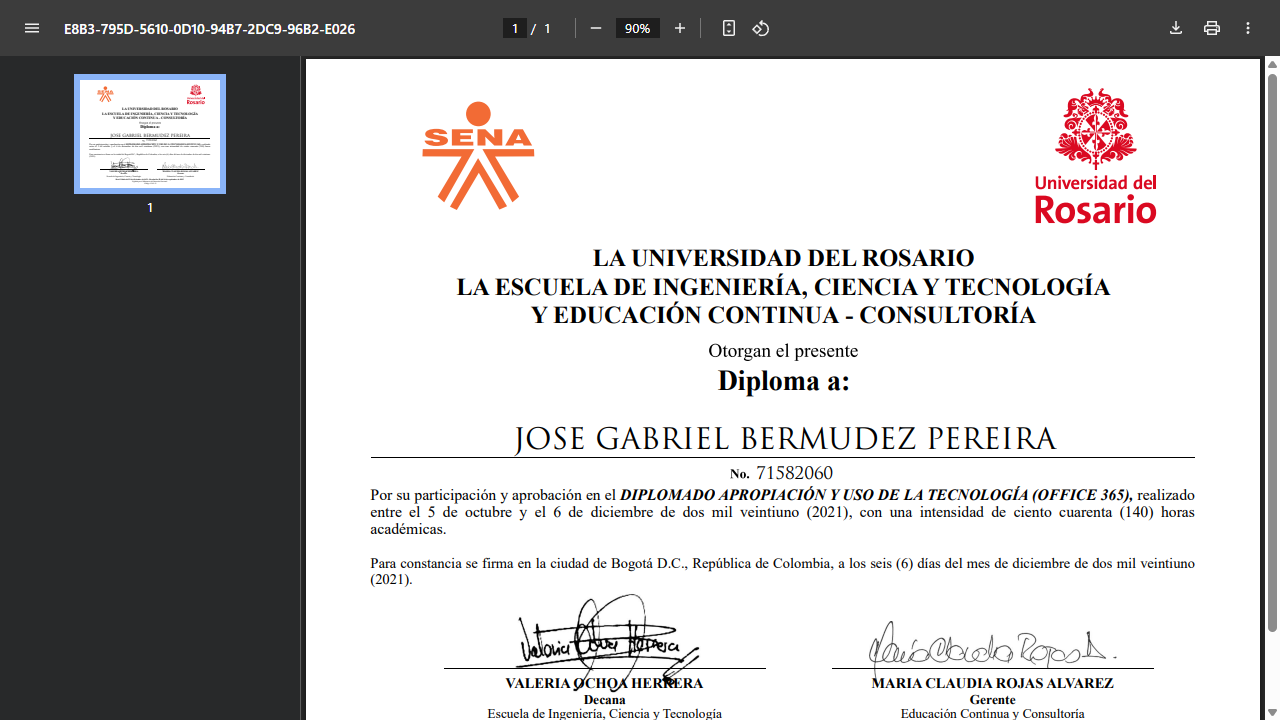 E8B3-795D-5610-0D10-94B7-2DC9-96B2-E026
1 / 1
90%
1
SENA
Universidad del
Rosario
LA UNIVERSIDAD DEL ROSARIO
LA ESCUELA DE INGENIERÍA, CIENCIA Y TECNOLOGÍA
Y EDUCACIÓN CONTINUA - CONSULTORÍA
Otorgan el presente
Diploma a:
JOSE GABRIEL BERMUDEZ PEREIRA
No. 71582060
Por su participación y aprobación en el DIPLOMADO APROPIACIÓN Y USO DE LA TECNOLOGÍA (OFFICE 365), realizado
entre el 5 de octubre y el 6 de diciembre de dos mil veintiuno (2021), con una intensidad de ciento cuarenta (140) horas
académicas.
Para constancia se firma en la ciudad de Bogotá D.C., República de Colombia, a los seis (6) días del mes de diciembre de dos mil veintiuno
(2021).
Valeria Ochoa Herrera
María Claudia Rojas A.
VALERIA OCHOA HERRERA
MARIA CLAUDIA ROJAS ALVAREZ
Decana
Gerente
Escuela de Ingeniería, Ciencia y Tecnología
Educación Continua y Consultoría